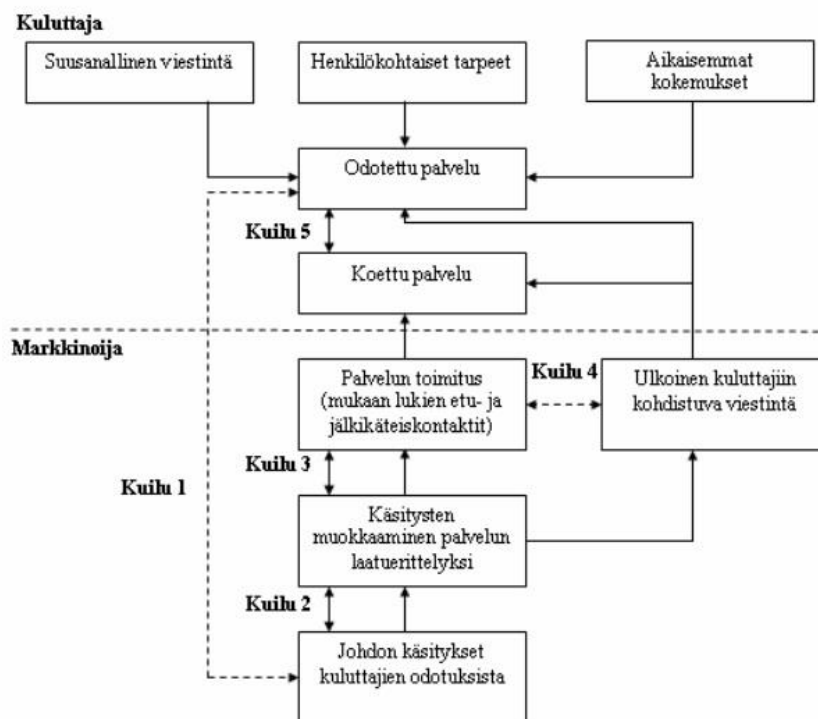 Kuluttaja
Suusanallinen viestintä
Henkilökohtaiset tarpeet
Aikaisemmat
kokemukset
Odotettu palvelu
Kuilu 5
Koettu palvelu
Markkinoija
Palvelun toimitus
(mukaan lukien etu- ja
jälkikäteiskontaktit)
Kuilu 4
Ulkoinen kuluttajiin
kohdistuva viestintä
Kuilu 3
Kuilu 1
Käsitysten
muokkaaminen palvelun
laatuerittelyksi
Kuilu 2
Johdon käsitykset
kuluttajien odotuksista